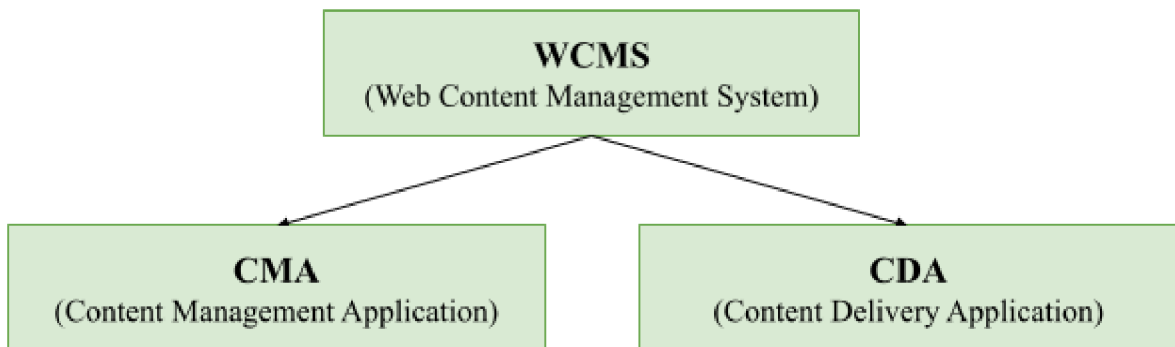 WCMS
(Web Content Management System)
CMA
(Content Management Application)
CDA
(Content Delivery Application)